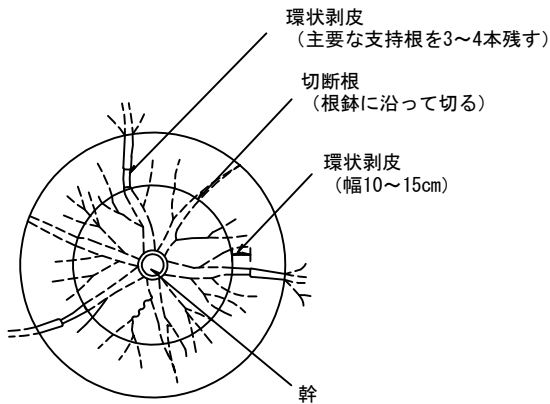 環状剥皮
（主要な支持根を3～4本残す）
切断根
（根鉢に沿って切る）
環状剥皮
（幅10～15cm）
幹